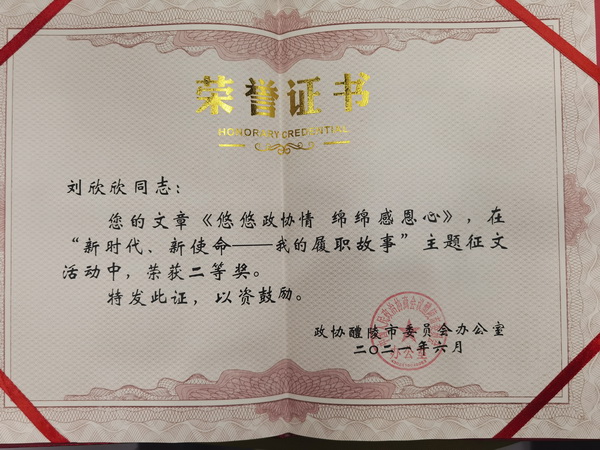 荣誉证书
HONORARY CREDENTIAL
刘欣欣同志：
您的文章《悠悠政协情 绵绵感恩心》，在
“新时代、新使命——我的履职故事”主题征文
活动中，荣获二等奖。
特发此证，以资鼓励。
政协醴陵市委员会办公室
二〇二一年六月
办公室